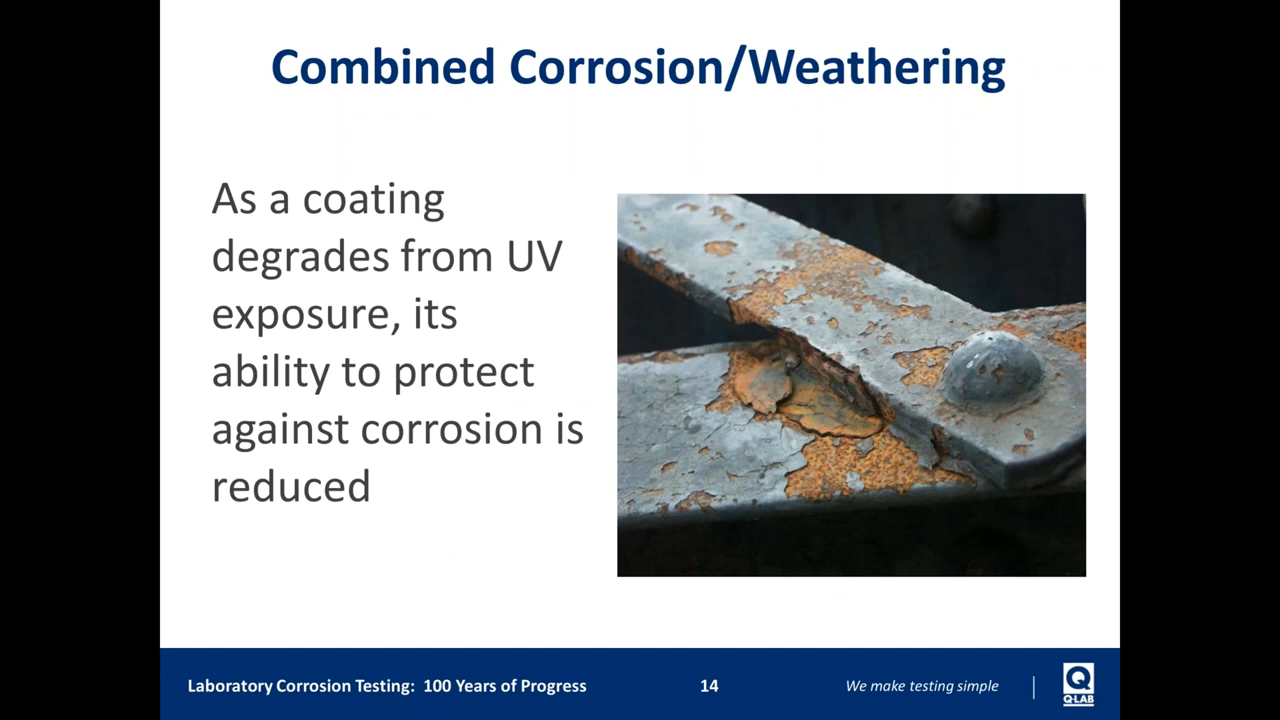 Combined Corrosion/Weathering
As a coating
degrades from UV
exposure, its
ability to protect
against corrosion is
reduced
Laboratory Corrosion Testing: 100 Years of Progress
14
We make testing simple
Q
Q-LAB